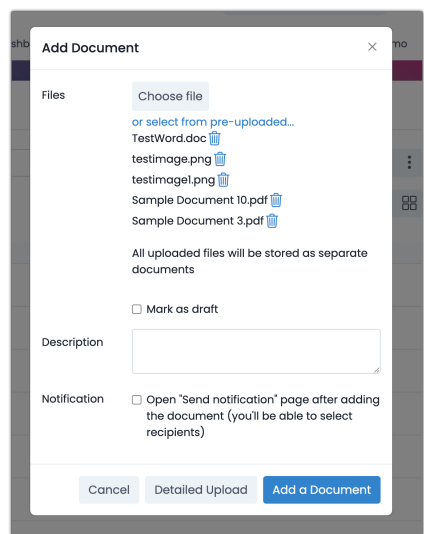 shb
mo
Add Document
Files
Choose file
or select from pre-uploaded...
TestWord.doc
testimage.png
testimage1.png
Sample Document 10.pdf
Sample Document 3.pdf
All uploaded files will be stored as separate
documents
Mark as draft
Description
Notification
Open "Send notification" page after adding
the document (you'll be able to select
recipients)
Cancel
Detailed Upload
Add a Document